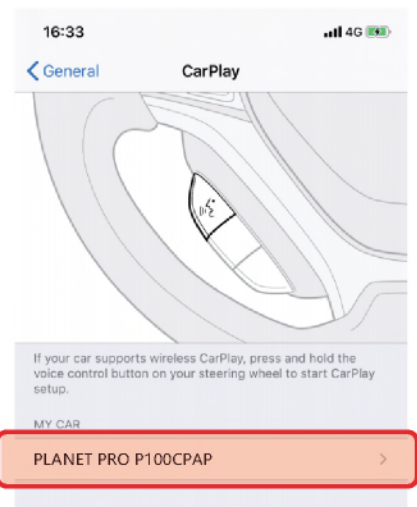 16:33 4G
General CarPlay
If your car supports wireless CarPlay, press and hold the
voice control button on your steering wheel to start CarPlay
setup.
MY CAR
PLANET PRO P100CPAP